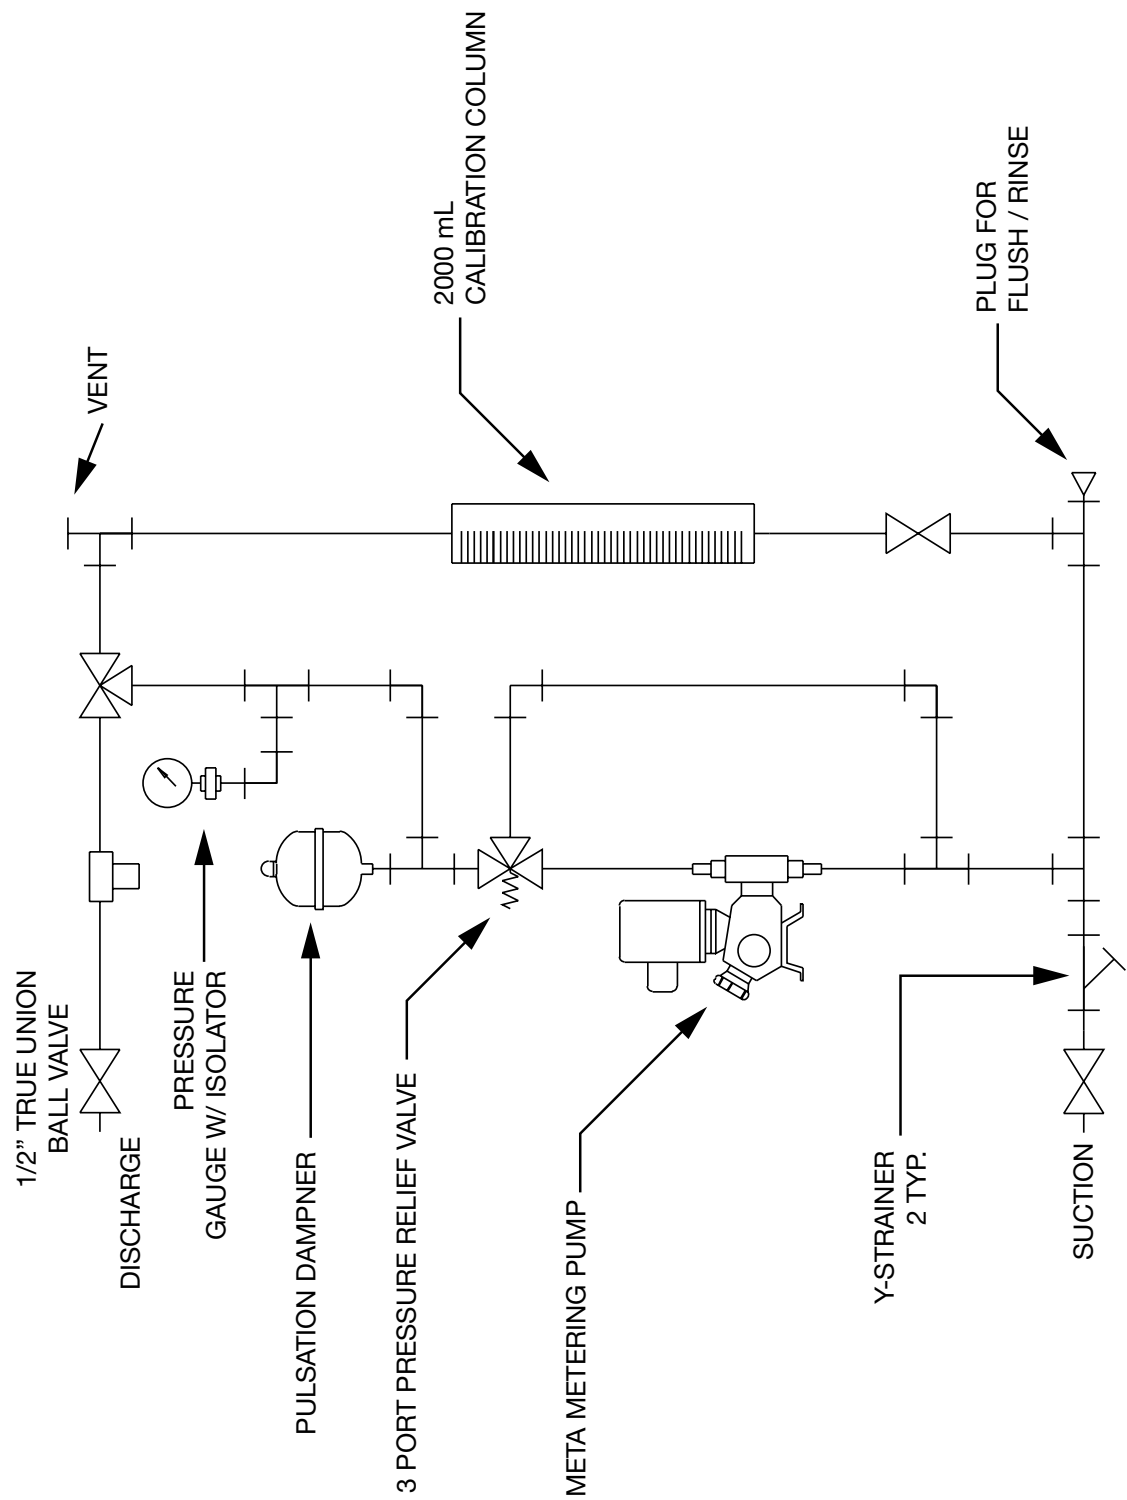 1/2” TRUE UNION
BALL VALVE
DISCHARGE
PRESSURE
GAUGE W/ ISOLATOR
PULSATION DAMPNER
3 PORT PRESSURE RELIEF VALVE
META METERING PUMP
Y-STRAINER
2 TYP.
SUCTION
VENT
2000 mL
CALIBRATION COLUMN
PLUG FOR
FLUSH / RINSE